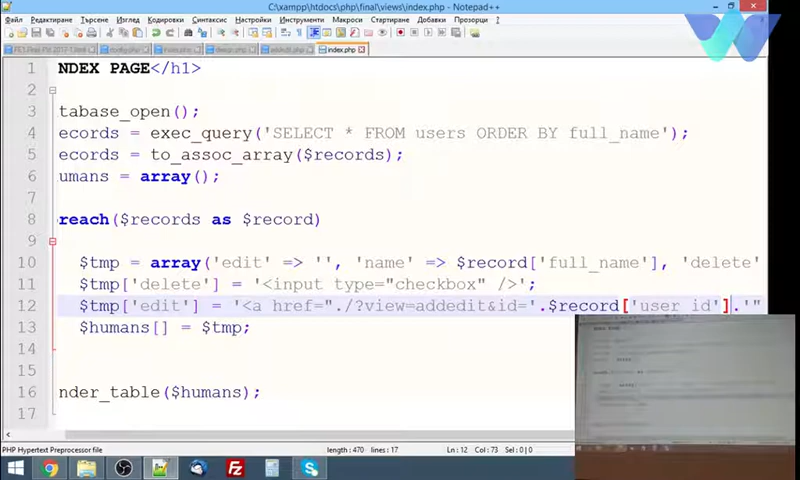 C:\xampp\htdocs\php\final\views\index.php - Notepad++
Редактиране Търсене Изглед Кодировки Синтаксис Настройки Инструменти Макроси Стартиране Добавки Прозорци
index.php
1 NDEX PAGE</h1>
2
3 tabase_open();
4 ecords = exec_query('SELECT * FROM users ORDER BY full_name');
5 ecords = to_assoc_array($records);
6 umans = array();
7
8 reach($records as $record)
9
10 $tmp = array('edit' => '', 'name' => $record['full_name'], 'delete'
11 $tmp['delete'] = '<input type="checkbox" />';
12 $tmp['edit'] = '<a href="./?view=addedit&id='.$record['user_id'].'"
13 $humans[] = $tmp;
14
15
16 nder_table($humans);
17
PHP Hypertext Preprocessor file length : 470 lines : 17 Ln : 12 Col : 73 Sel : 0 | 0